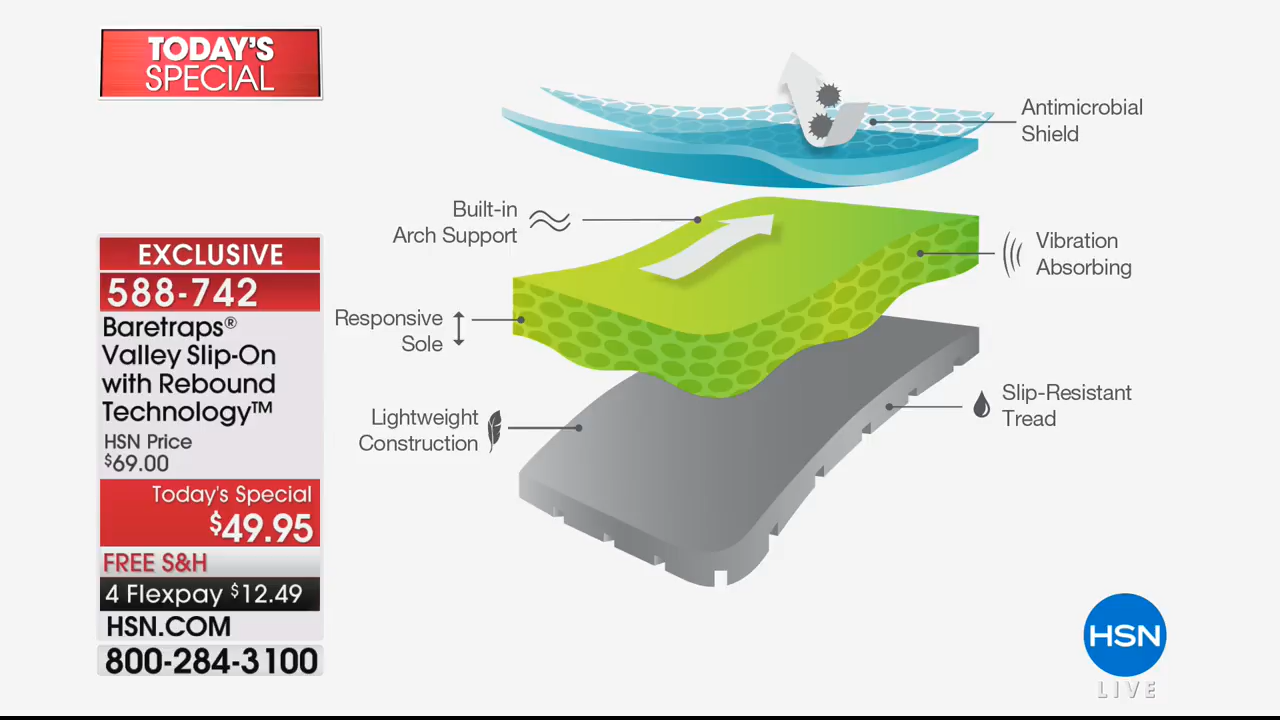 TODAY'S
SPECIAL
EXCLUSIVE
588-742
Baretraps®
Valley Slip-On
with Rebound
Technology™
HSN Price
$69.00
Today's Special
$49.95
FREE S&H
4 Flexpay $12.49
HSN.COM
800-284-3100
Antimicrobial
Shield
Built-in
Arch Support
Vibration
Absorbing
Responsive
Sole
Lightweight
Construction
Slip-Resistant
Tread
HSN
LIVE